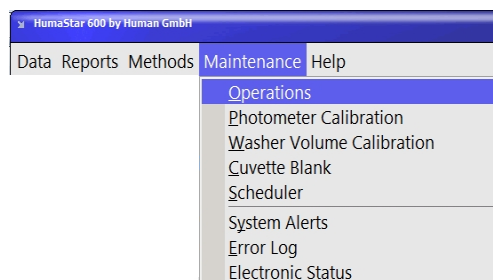 HumaStar 600 by Human GmbH
Data Reports Methods Maintenance Help
Operations
Photometer Calibration
Washer Volume Calibration
Cuvette Blank
Scheduler
System Alerts
Error Log
Electronic Status